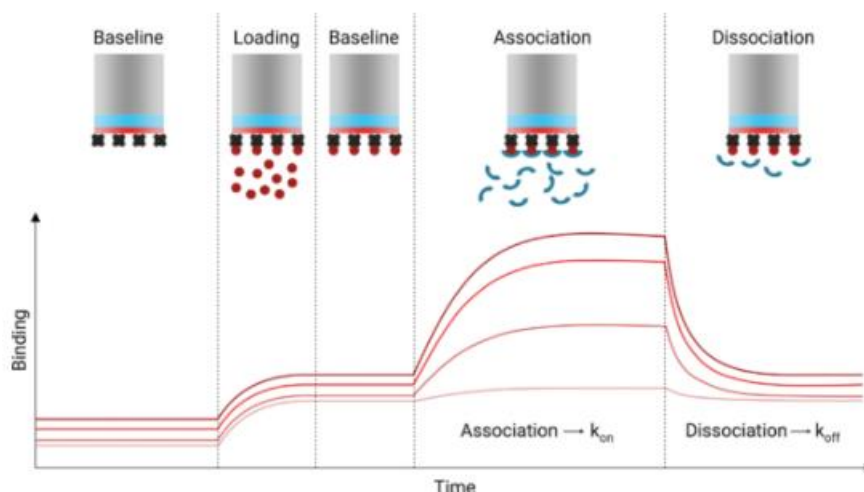 Baseline
Loading
Baseline
Association
Dissociation
Binding
Association → kon
Dissociation → koff
Time